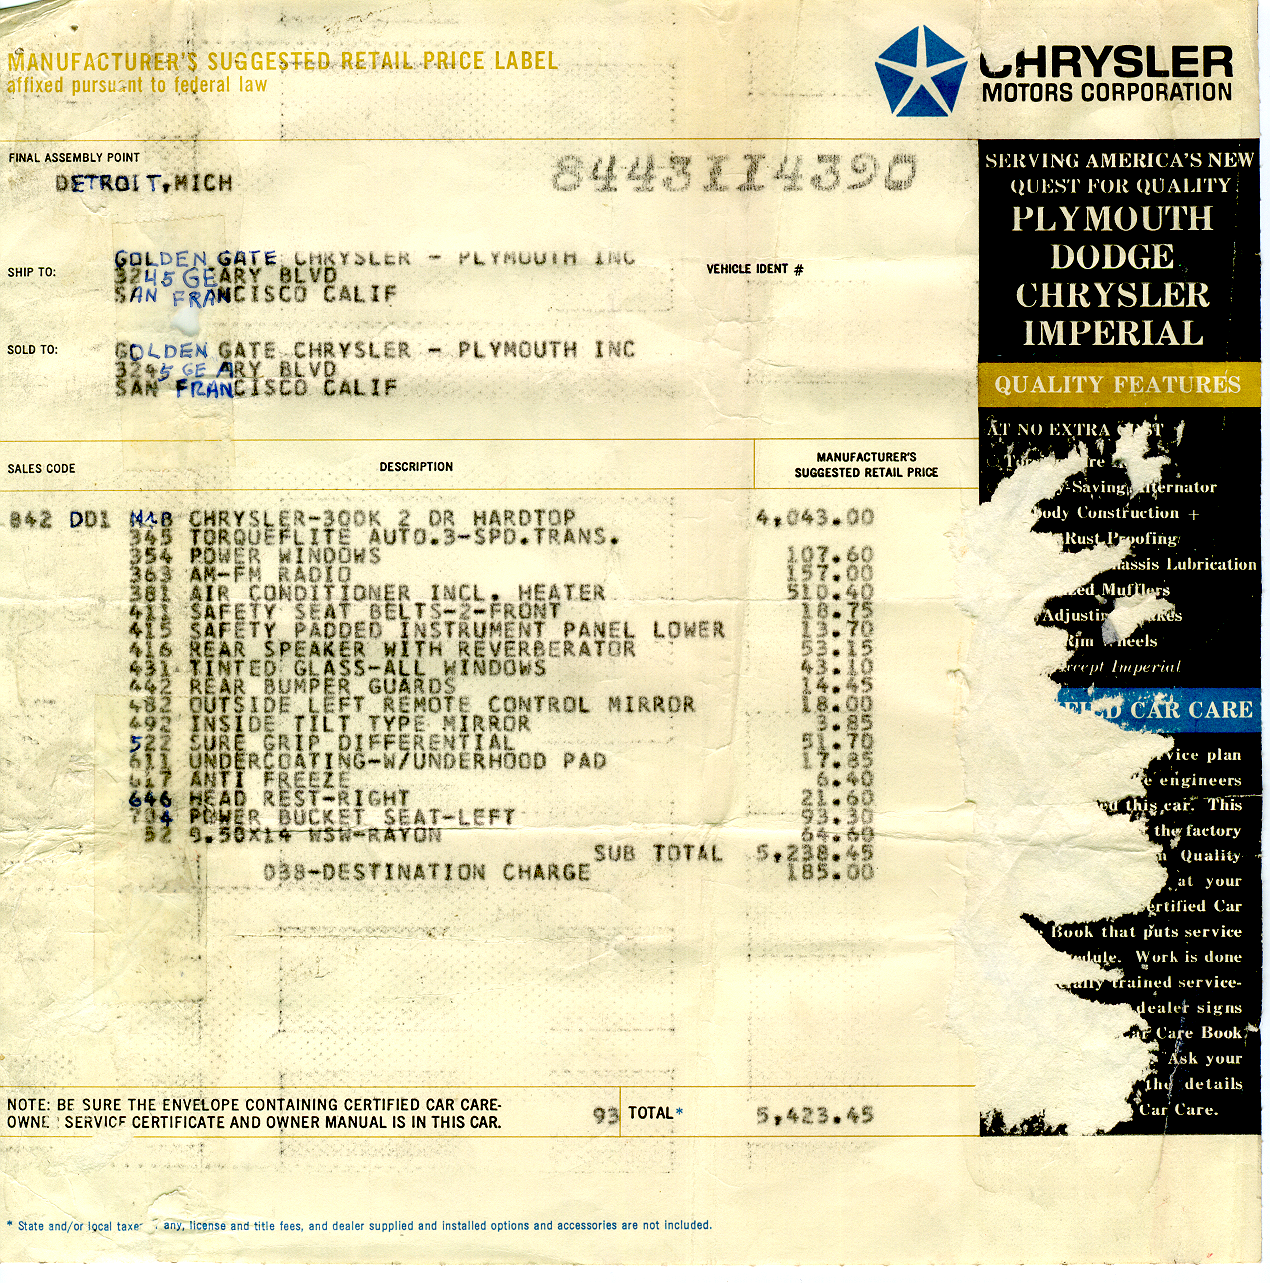 MANUFACTURER'S SUGGESTED RETAIL PRICE LABEL
affixed pursuant to federal law
CHRYSLER
MOTORS CORPORATION
FINAL ASSEMBLY POINT
DETROIT, MICH
8443114390
SHIP TO:
GOLDEN GATE CHRYSLER - PLYMOUTH INC
3245 GEARY BLVD
SAN FRANCISCO CALIF
VEHICLE IDENT #
SOLD TO:
GOLDEN GATE CHRYSLER - PLYMOUTH INC
3245 GEARY BLVD
SAN FRANCISCO CALIF
SALES CODE DESCRIPTION MANUFACTURER'S
SUGGESTED RETAIL PRICE
842 DD1 CHRYSLER-300K 2 DR HARDTOP 4,043.00
345 TORQUEFLITE AUTO.3-SPD.TRANS.
354 POWER WINDOWS 107.60
363 AM-FM RADIO 157.00
381 AIR CONDITIONER INCL. HEATER 510.40
411 SAFETY SEAT BELTS-2-FRONT 18.75
415 SAFETY PADDED INSTRUMENT PANEL LOWER 13.70
416 REAR SPEAKER WITH REVERBERATOR 53.15
431 TINTED GLASS-ALL WINDOWS 43.10
442 REAR BUMPER GUARDS 14.45
482 OUTSIDE LEFT REMOTE CONTROL MIRROR 18.00
492 INSIDE TILT TYPE MIRROR 3.85
522 SURE GRIP DIFFERENTIAL 51.70
611 UNDERCOATING-W/UNDERHOOD PAD 17.85
617 ANTI FREEZE 6.40
646 HEAD REST-RIGHT 21.60
704 POWER BUCKET SEAT-LEFT 93.30
52 8.50X14 WSW-RAYON 64.60
SUB TOTAL 5,238.45
038-DESTINATION CHARGE 185.00
NOTE: BE SURE THE ENVELOPE CONTAINING CERTIFIED CAR CARE-
SERVICE CERTIFICATE AND OWNER MANUAL IS IN THIS CAR.
93 TOTAL* 5,423.45
* State and/or local any, license and title fees, and dealer supplied and installed options and accessories are not included.
SERVING AMERICA'S NEW
QUEST FOR QUALITY:
PLYMOUTH
DODGE
CHRYSLER
IMPERIAL
QUALITY FEATURES
AT NO EXTRA
-Saving Alternator
Body Construction +
Rust Proofing
Lubrication
Mufflers
Adjusting
Rim Wheels
Except Imperial
CAR CARE
plan
engineers
this car. This
the factory
Quality
at your
Certified Car
Book that puts service
Work is done
trained service-
dealer signs
Car Care Book.
Ask your
the details
Car Care.